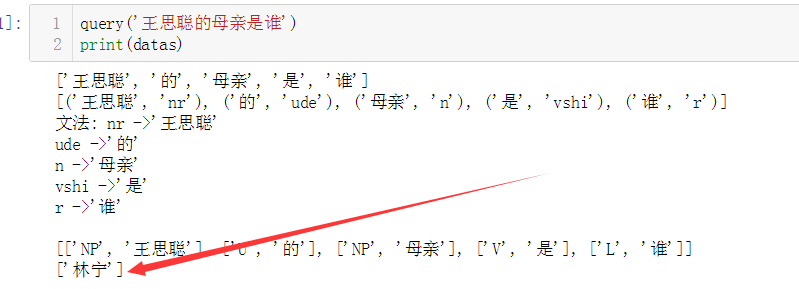 1]:
1 query('王思聪的母亲是谁')
2 print(datas)
['王思聪', '的', '母亲', '是', '谁']
[('王思聪', 'nr'), ('的', 'ude'), ('母亲', 'n'), ('是', 'vshi'), ('谁', 'r')]
文法: nr ->'王思聪'
ude ->'的'
n ->'母亲'
vshi ->'是'
r ->'谁'
[['NP', '王思聪'], ['U', '的'], ['NP', '母亲'], ['V', '是'], ['L', '谁']]
['林宁']